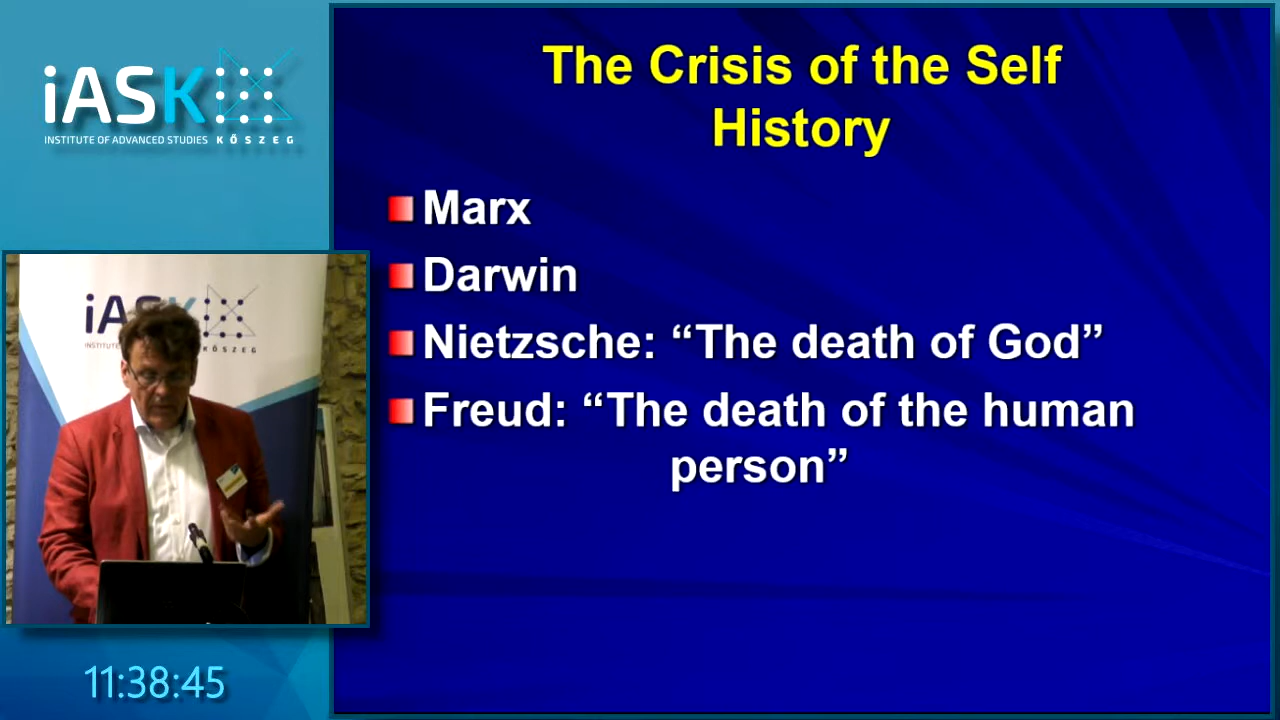 iASK
INSTITUTE OF ADVANCED STUDIES KŐSZEG
The Crisis of the Self
History
Marx
Darwin
Nietzsche: “The death of God”
Freud: “The death of the human
person”
iASK
KŐSZEG
11:38:45